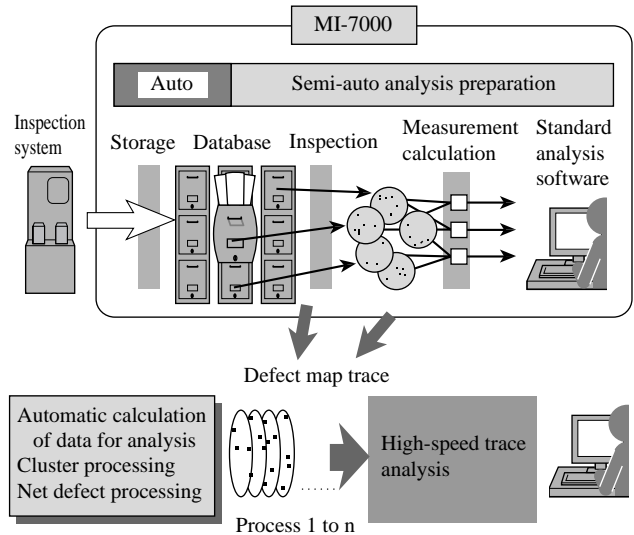 MI-7000
Auto
Semi-auto analysis preparation
Inspection
system
Storage
Database
Inspection
Measurement
calculation
Standard
analysis
software
Defect map trace
Automatic calculation
of data for analysis
Cluster processing
Net defect processing
......
Process 1 to n
High-speed trace
analysis